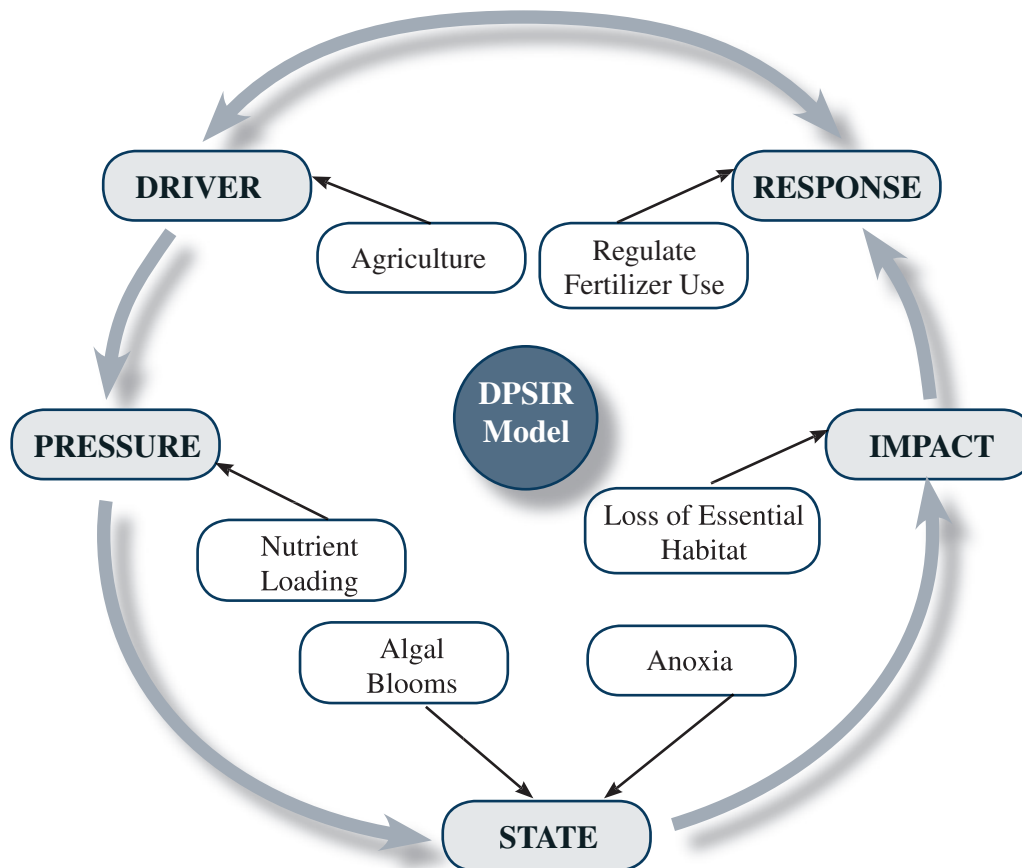 DRIVER
RESPONSE
Agriculture
Regulate
Fertilizer Use
DPSIR
Model
PRESSURE
IMPACT
Loss of Essential
Habitat
Nutrient
Loading
Algal
Blooms
Anoxia
STATE